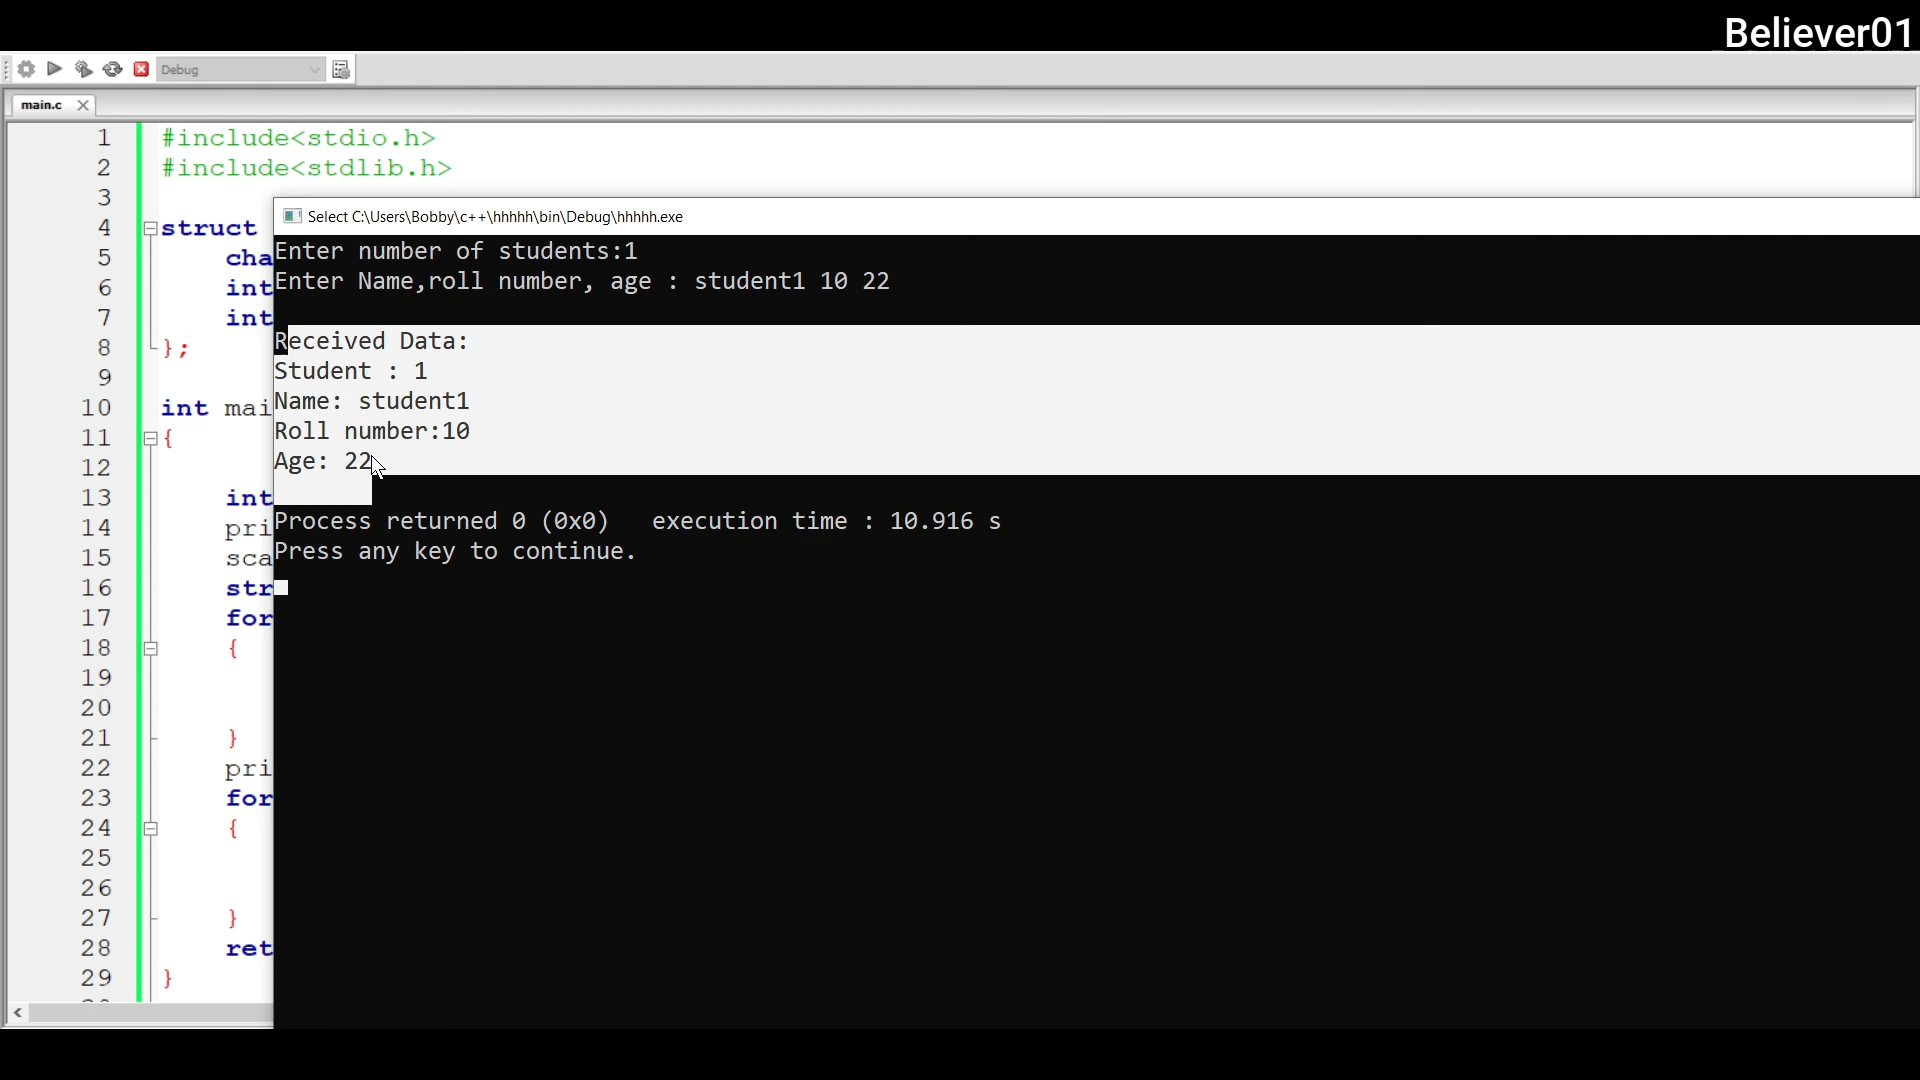 Believer01
Debug
main.c
1 #include<stdio.h>
2 #include<stdlib.h>
3
4 struct
5 cha
6 int
7 int
8 };
9
10 int mai
11 {
12
13 int
14 pri
15 sca
16 str
17 for
18 {
19
20
21 }
22 pri
23 for
24 {
25
26
27 }
28 ret
29 }
Select C:\Users\Bobby\c++\hhhhh\bin\Debug\hhhhh.exe
Enter number of students:1
Enter Name,roll number, age : student1 10 22
Received Data:
Student : 1
Name: student1
Roll number:10
Age: 22
Process returned 0 (0x0)   execution time : 10.916 s
Press any key to continue.